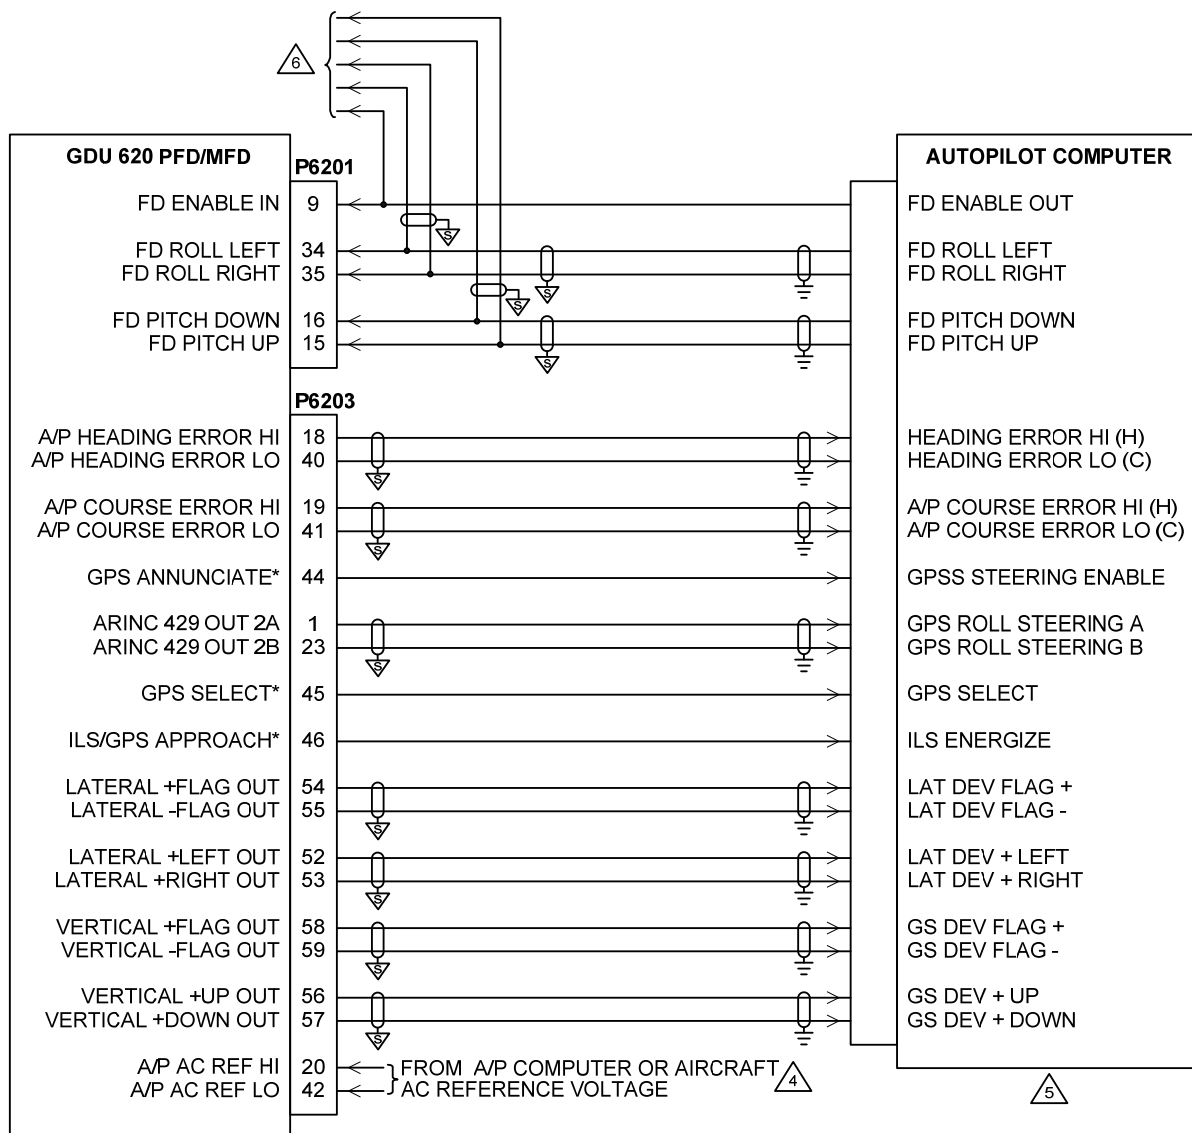 6
GDU 620 PFD/MFD
P6201
AUTOPILOT COMPUTER
FD ENABLE IN 9 FD ENABLE OUT
S
FD ROLL LEFT 34 FD ROLL LEFT
FD ROLL RIGHT 35 S FD ROLL RIGHT
S
FD PITCH DOWN 16 FD PITCH DOWN
FD PITCH UP 15 FD PITCH UP
S
P6203
A/P HEADING ERROR HI 18 HEADING ERROR HI (H)
A/P HEADING ERROR LO 40 HEADING ERROR LO (C)
S
A/P COURSE ERROR HI 19 A/P COURSE ERROR HI (H)
A/P COURSE ERROR LO 41 A/P COURSE ERROR LO (C)
S
GPS ANNUNCIATE* 44 GPSS STEERING ENABLE
ARINC 429 OUT 2A 1 GPS ROLL STEERING A
ARINC 429 OUT 2B 23 GPS ROLL STEERING B
S
GPS SELECT* 45 GPS SELECT
ILS/GPS APPROACH* 46 ILS ENERGIZE
LATERAL +FLAG OUT 54 LAT DEV FLAG +
LATERAL -FLAG OUT 55 LAT DEV FLAG -
S
LATERAL +LEFT OUT 52 LAT DEV + LEFT
LATERAL +RIGHT OUT 53 LAT DEV + RIGHT
S
VERTICAL +FLAG OUT 58 GS DEV FLAG +
VERTICAL -FLAG OUT 59 GS DEV FLAG -
S
VERTICAL +UP OUT 56 GS DEV + UP
VERTICAL +DOWN OUT 57 GS DEV + DOWN
S
A/P AC REF HI 20 FROM A/P COMPUTER OR AIRCRAFT 4
A/P AC REF LO 42 AC REFERENCE VOLTAGE
5